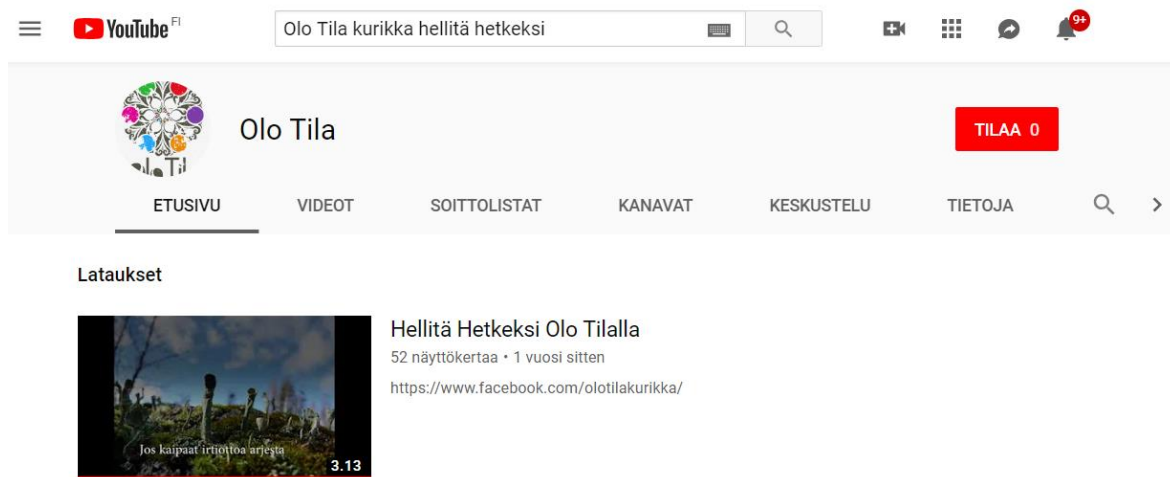 YouTube FI
Olo Tila kurikka hellitä hetkeksi
9+
olo Til
Olo Tila
TILAA 0
ETUSIVU VIDEOT SOITTOLISTAT KANAVAT KESKUSTELU TIETOJA
Lataukset
Hellitä Hetkeksi Olo Tilalla
52 näyttökertaa • 1 vuosi sitten
https://www.facebook.com/olotilakurikka/
Jos kaipaat irtiottoa arjesta
3.13